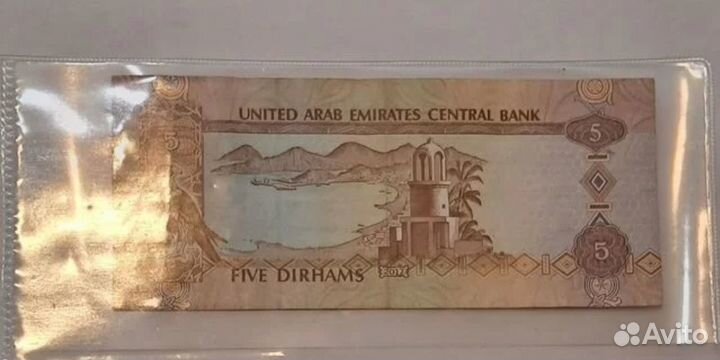 UNITED ARAB EMIRATES CENTRAL BANK
5
5
FIVE DIRHAMS
2017
5
Avito